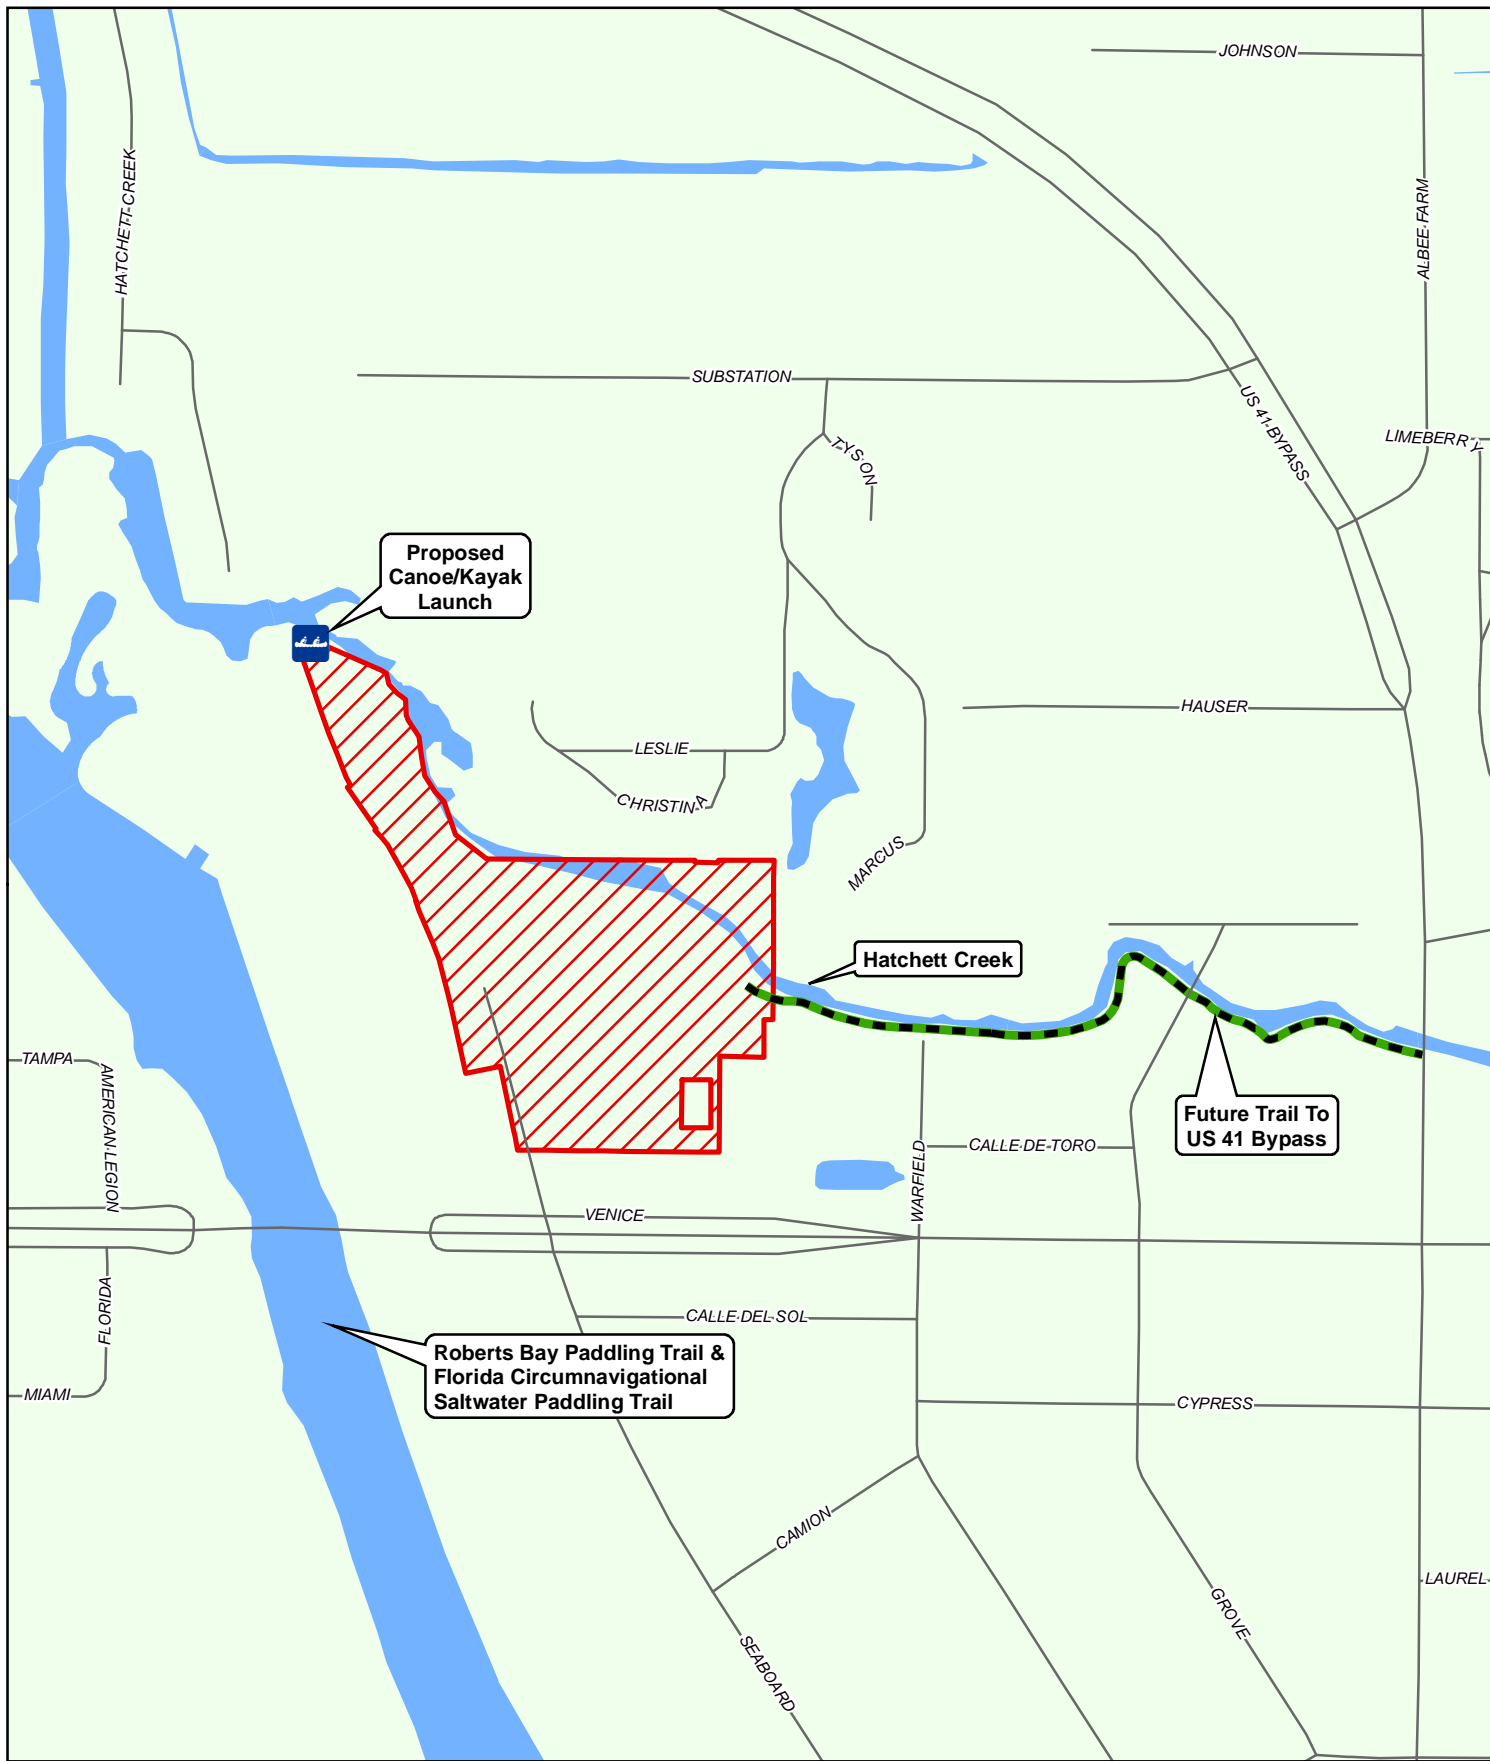 JOHNSON
HATCHETT CREEK
ALBEE FARM
SUBSTATION
US 41 BYPASS
TYSON
LIMEBERRY
Proposed
Canoe/Kayak
Launch
HAUSER
LESLIE
CHRISTINA
MARCUS
Hatchett Creek
TAMPA
AMERICAN LEGION
Future Trail To
US 41 Bypass
CALLE DE TORO
WARFIELD
VENICE
FLORIDA
CALLE DEL SOL
Roberts Bay Paddling Trail &
Florida Circumnavigational
Saltwater Paddling Trail
MIAMI
CYPRESS
CAMION
LAUREL
GROVE
SEABOARD